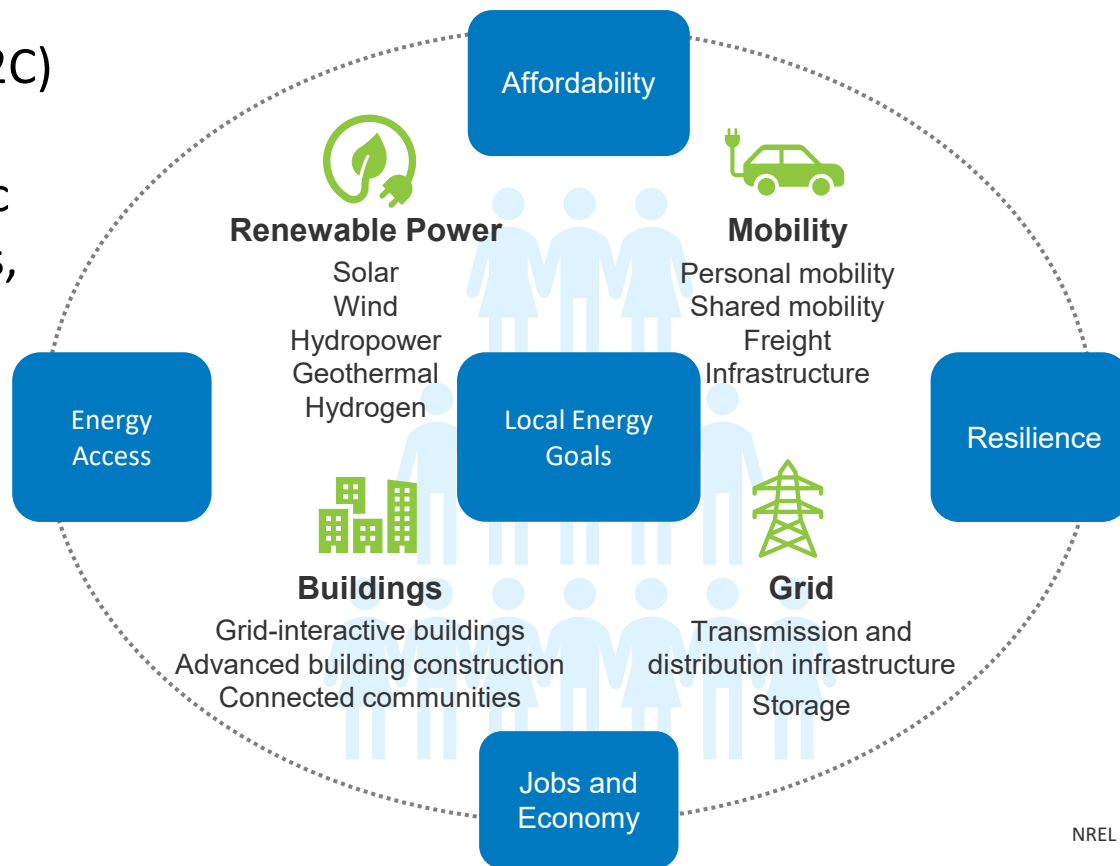 2C)
c
s,
Affordability
Renewable Power
Solar
Wind
Hydropower
Geothermal
Hydrogen
Mobility
Personal mobility
Shared mobility
Freight
Infrastructure
Energy
Access
Local Energy
Goals
Resilience
Buildings
Grid-interactive buildings
Advanced building construction
Connected communities
Grid
Transmission and
distribution infrastructure
Storage
Jobs and
Economy
NREL